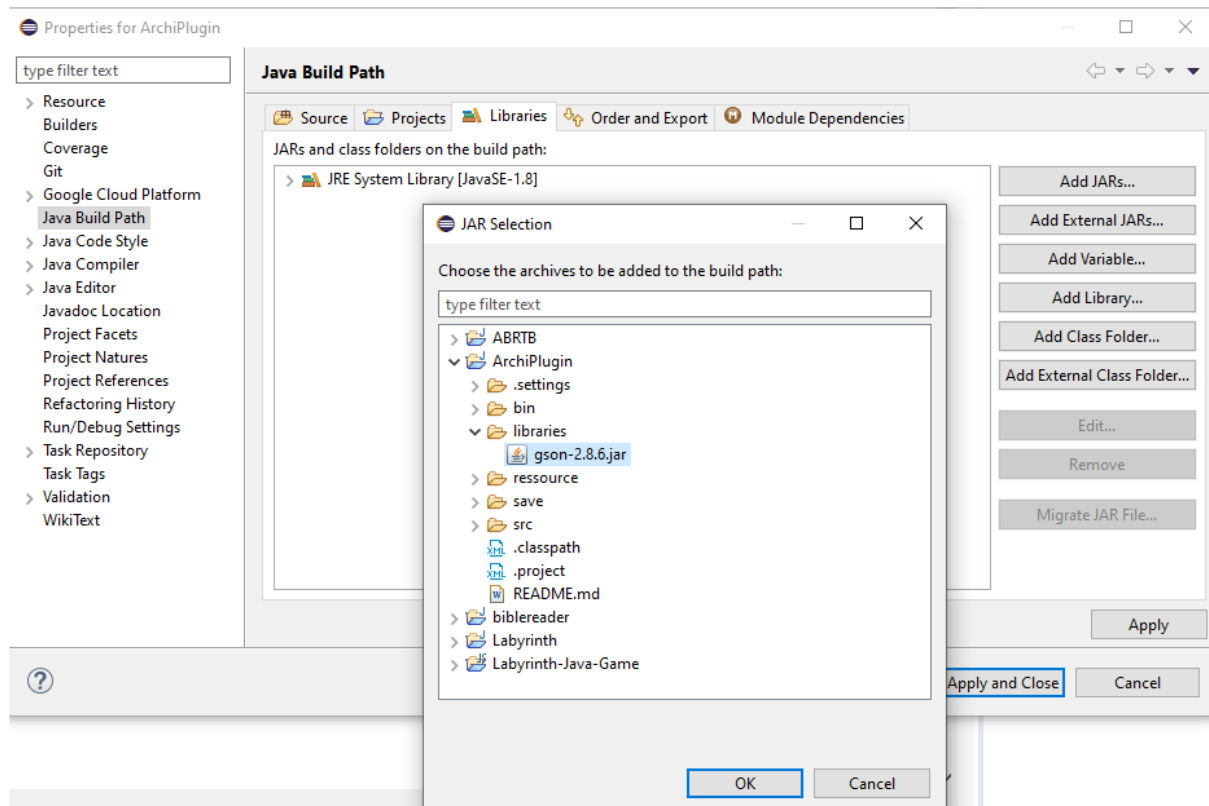 Properties for ArchiPlugin
type filter text
Resource
Builders
Coverage
Git
Google Cloud Platform
Java Build Path
Java Code Style
Java Compiler
Java Editor
Javadoc Location
Project Facets
Project Natures
Project References
Refactoring History
Run/Debug Settings
Task Repository
Task Tags
Validation
WikiText
Java Build Path
Source Projects Libraries Order and Export Module Dependencies
JARs and class folders on the build path:
JRE System Library [JavaSE-1.8]
Add JARs...
Add External JARs...
Add Variable...
Add Library...
Add Class Folder...
Add External Class Folder...
Edit...
Remove
Migrate JAR File...
Apply
Apply and Close Cancel
JAR Selection
Choose the archives to be added to the build path:
type filter text
ABRTB
ArchiPlugin
.settings
bin
libraries
gson-2.8.6.jar
ressource
save
src
.classpath
.project
README.md
biblereader
Labyrinth
Labyrinth-Java-Game
OK Cancel